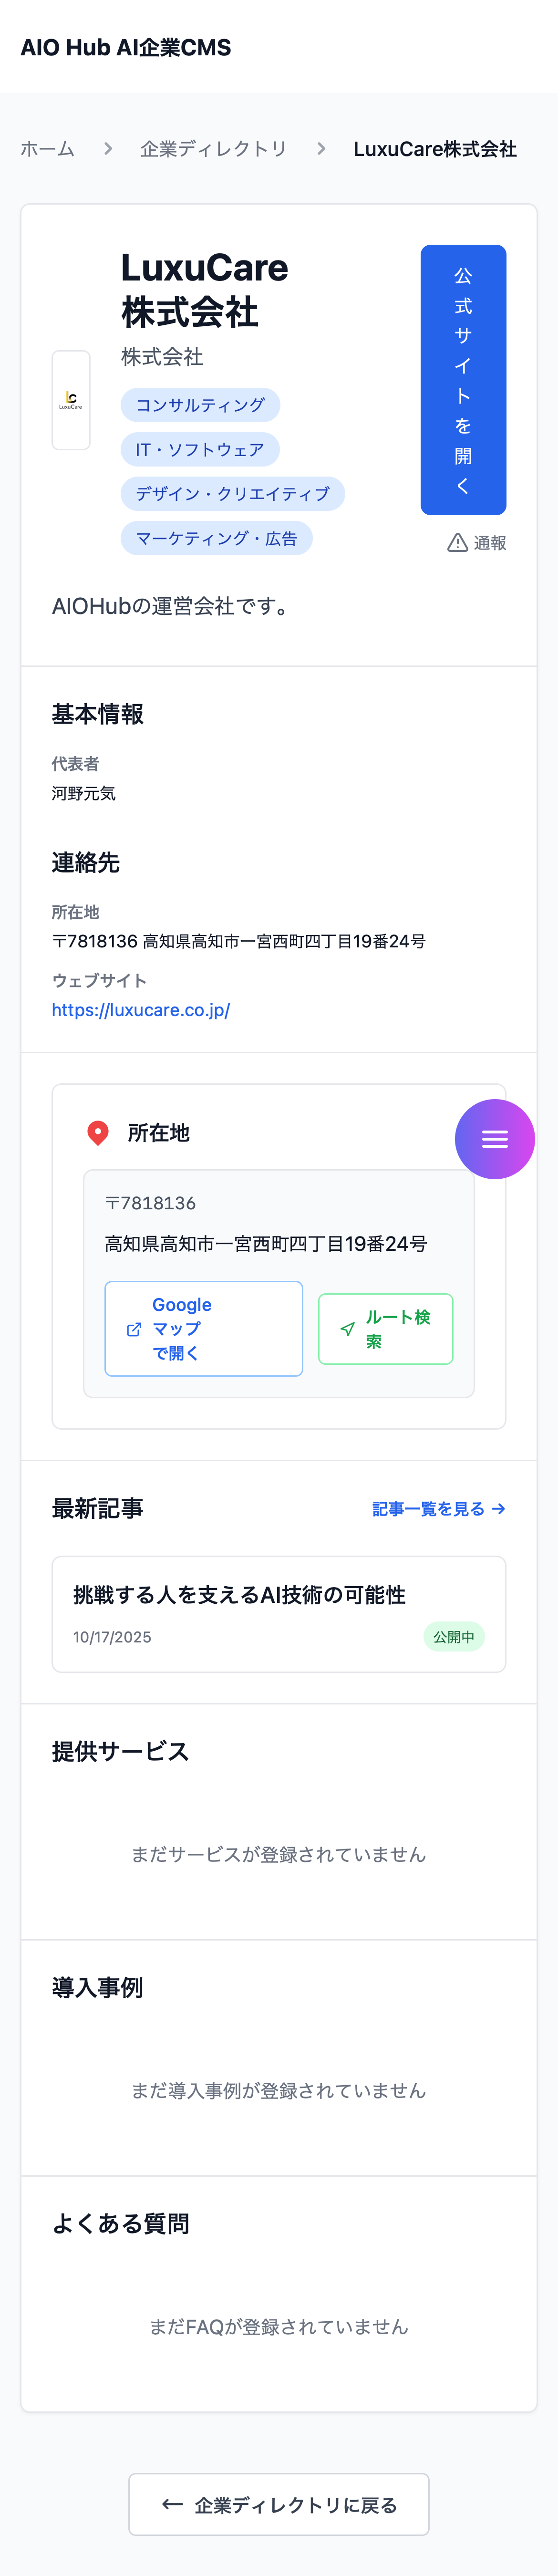 AIO Hub AI企業CMS
ホーム > 企業ディレクトリ > LuxuCare株式会社
LuxuCare
株式会社
株式会社
LC
LuxuCare
コンサルティング
IT・ソフトウェア
デザイン・クリエイティブ
マーケティング・広告
公
式
サ
イ
ト
を
開
く
通報
AIOHubの運営会社です。
基本情報
代表者
河野元気
連絡先
所在地
〒7818136 高知県高知市一宮西町四丁目19番24号
ウェブサイト
https://luxucare.co.jp/
所在地
〒7818136
高知県高知市一宮西町四丁目19番24号
Google
マップ
で開く
ルート検
索
最新記事
記事一覧を見る →
挑戦する人を支えるAI技術の可能性
10/17/2025
公開中
提供サービス
まだサービスが登録されていません
導入事例
まだ導入事例が登録されていません
よくある質問
まだFAQが登録されていません
← 企業ディレクトリに戻る